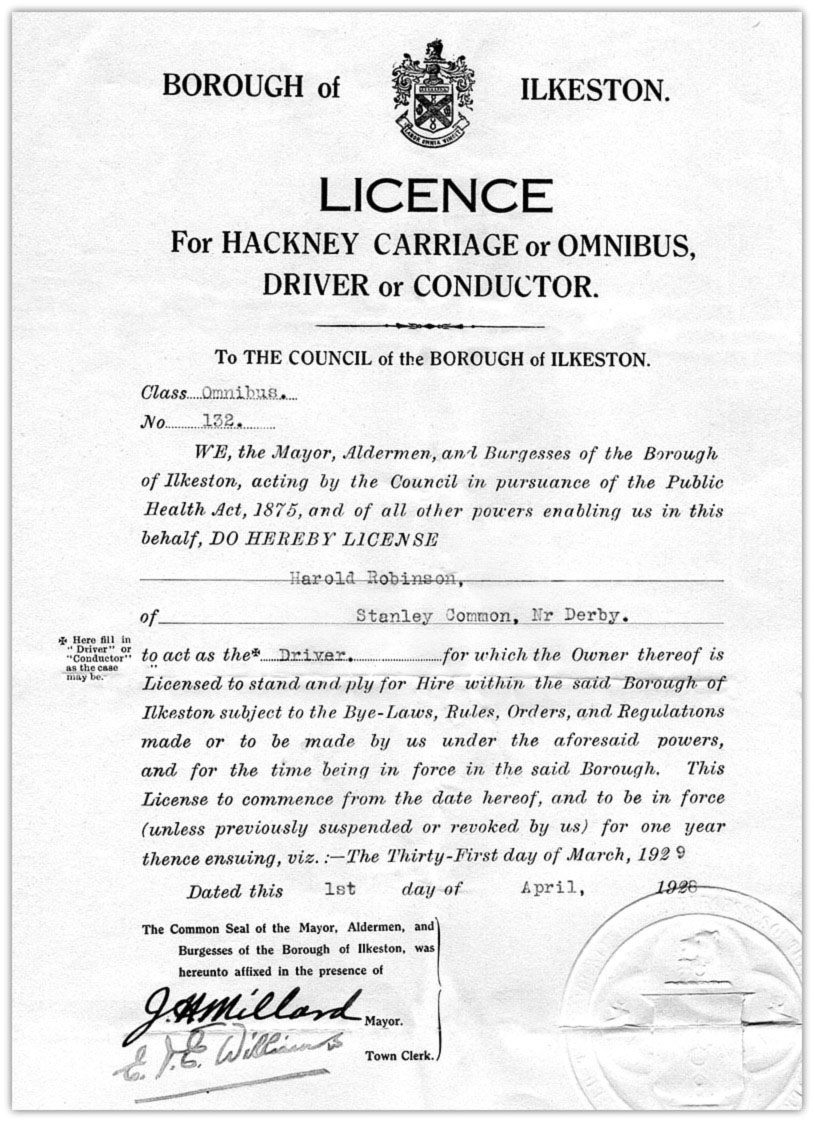 BOROUGH of ILKESTON.
LABOR OMNIA VINCIT
LICENCE
For HACKNEY CARRIAGE or OMNIBUS,
DRIVER or CONDUCTOR.
To THE COUNCIL of the BOROUGH of ILKESTON.
Class....Omnibus....
No..........132...........
WE, the Mayor, Aldermen, and Burgesses of the Borough
of Ilkeston, acting by the Council in pursuance of the Public
Health Act, 1875, and of all other powers enabling us in this
behalf, DO HEREBY LICENSE
Harold Robinson,
of Stanley Common, Nr Derby.
✠ Here fill in
"Driver" or
"Conductor"
as the case
may be.
to act as the✠.....Driver......................for which the Owner thereof is
Licensed to stand and ply for Hire within the said Borough of
Ilkeston subject to the Bye-Laws, Rules, Orders, and Regulations
made or to be made by us under the aforesaid powers,
and for the time being in force in the said Borough. This
License to commence from the date hereof, and to be in force
(unless previously suspended or revoked by us) for one year
thence ensuing, viz.:—The Thirty-First day of March, 1929
Dated this 1st day of April, 1928
The Common Seal of the Mayor, Aldermen, and
Burgesses of the Borough of Ilkeston, was
hereunto affixed in the presence of
J. H. Millard Mayor.
E. J. E. Williams Town Clerk.